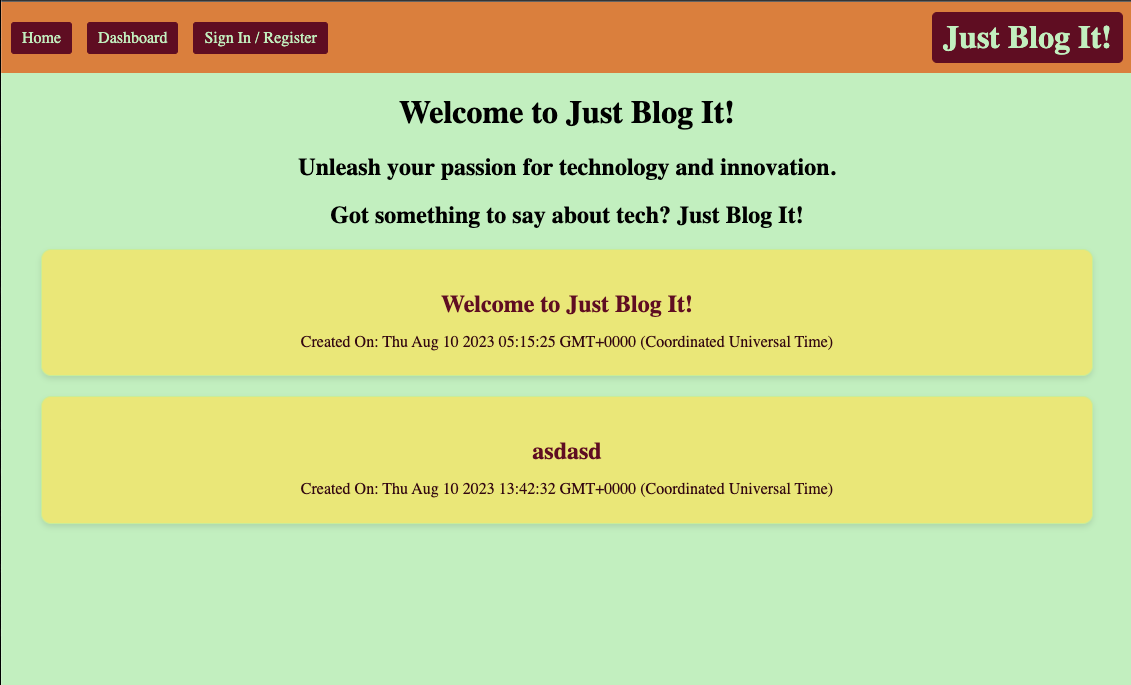 Home
Dashboard
Sign In / Register
Just Blog It!
Welcome to Just Blog It!
Unleash your passion for technology and innovation.
Got something to say about tech? Just Blog It!
Welcome to Just Blog It!
Created On: Thu Aug 10 2023 05:15:25 GMT+0000 (Coordinated Universal Time)
asdasd
Created On: Thu Aug 10 2023 13:42:32 GMT+0000 (Coordinated Universal Time)